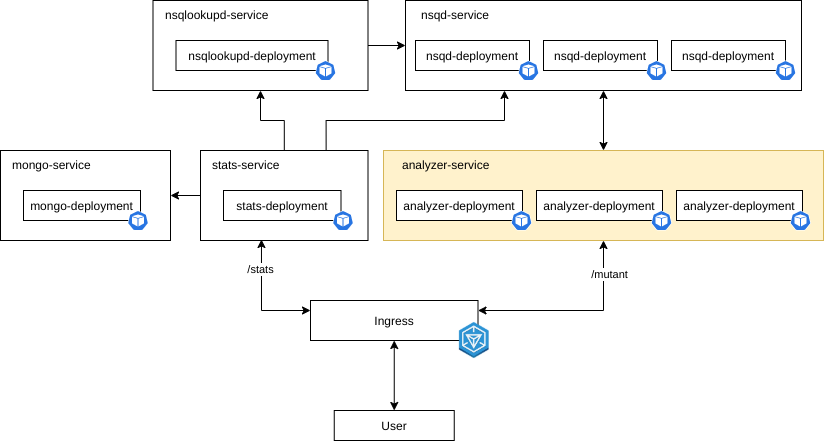 nsqlookupd-service
nsqlookupd-deployment
nsqd-service
nsqd-deployment
nsqd-deployment
nsqd-deployment
mongo-service
mongo-deployment
stats-service
stats-deployment
analyzer-service
analyzer-deployment
analyzer-deployment
analyzer-deployment
/stats
/mutant
Ingress
User